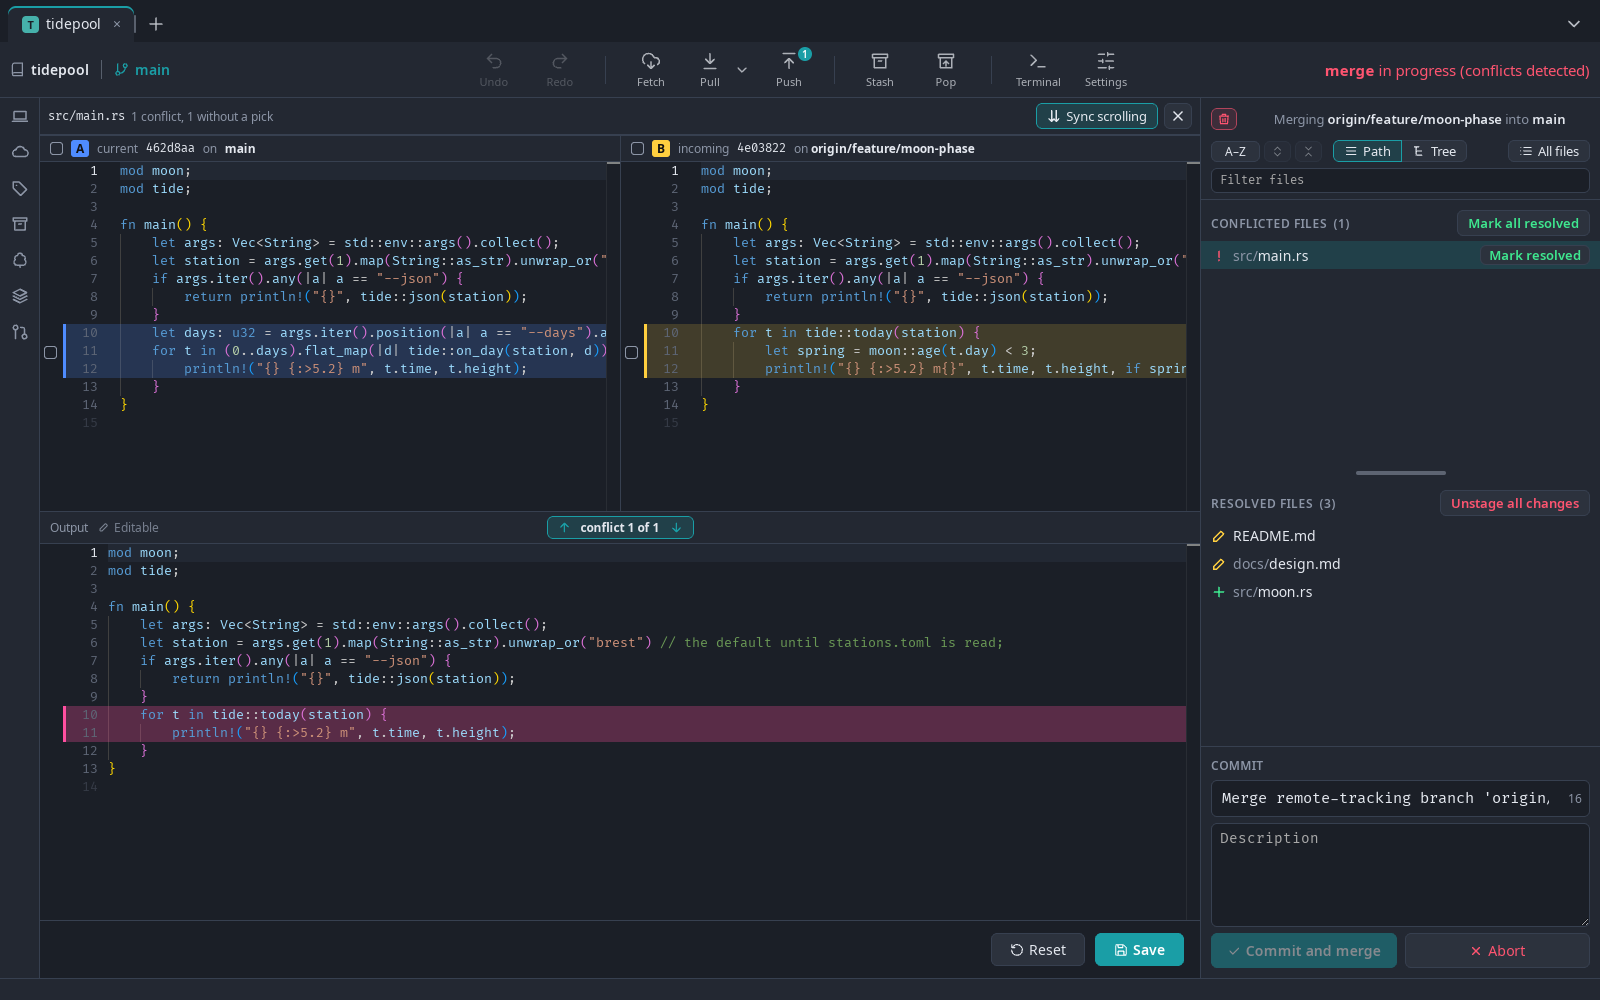 T tidepool × +
tidepool main
Undo Redo Fetch Pull Push 1 Stash Pop Terminal Settings
merge in progress (conflicts detected)
src/main.rs 1 conflict, 1 without a pick
Sync scrolling
A current 462d8aa on main
1 mod moon;
2 mod tide;
3
4 fn main() {
5 let args: Vec<String> = std::env::args().collect();
6 let station = args.get(1).map(String::as_str).unwrap_or("
7 if args.iter().any(|a| a == "--json") {
8 return println!("{}", tide::json(station));
9 }
10 let days: u32 = args.iter().position(|a| a == "--days").a
11 for t in (0..days).flat_map(|d| tide::on_day(station, d))
12 println!("{} {:>5.2} m", t.time, t.height);
13 }
14 }
15
B incoming 4e03822 on origin/feature/moon-phase
1 mod moon;
2 mod tide;
3
4 fn main() {
5 let args: Vec<String> = std::env::args().collect();
6 let station = args.get(1).map(String::as_str).unwrap_or("
7 if args.iter().any(|a| a == "--json") {
8 return println!("{}", tide::json(station));
9 }
10 for t in tide::today(station) {
11 let spring = moon::age(t.day) < 3;
12 println!("{} {:>5.2} m{}", t.time, t.height, if sprin
13 }
14 }
15
Output Editable
conflict 1 of 1
1 mod moon;
2 mod tide;
3
4 fn main() {
5 let args: Vec<String> = std::env::args().collect();
6 let station = args.get(1).map(String::as_str).unwrap_or("brest") // the default until stations.toml is read;
7 if args.iter().any(|a| a == "--json") {
8 return println!("{}", tide::json(station));
9 }
10 for t in tide::today(station) {
11 println!("{} {:>5.2} m", t.time, t.height);
12 }
13 }
14
Reset Save
Merging origin/feature/moon-phase into main
A-Z Path Tree All files
Filter files
CONFLICTED FILES (1) Mark all resolved
! src/main.rs Mark resolved
RESOLVED FILES (3) Unstage all changes
README.md
docs/design.md
src/moon.rs
COMMIT
Merge remote-tracking branch 'origin/ 16
Description
Commit and merge Abort